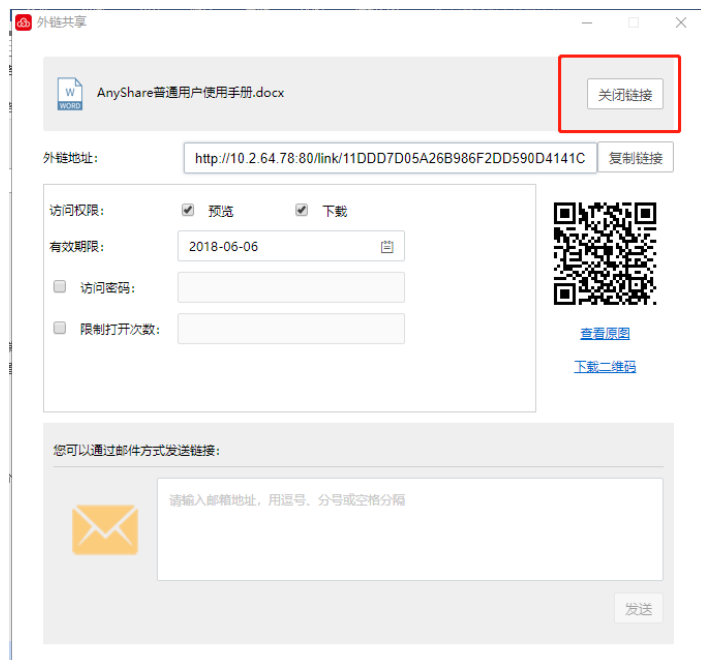 外链共享
W
WORD
AnyShare普通用户使用手册.docx
关闭链接
外链地址:
http://10.2.64.78:80/link/11DDD7D05A26B986F2DD590D4141C
复制链接
访问权限:
预览
下载
有效期限:
2018-06-06
访问密码:
限制打开次数:
查看原图
下载二维码
您可以通过邮件方式发送链接:
请输入邮箱地址，用逗号、分号或空格分隔
发送